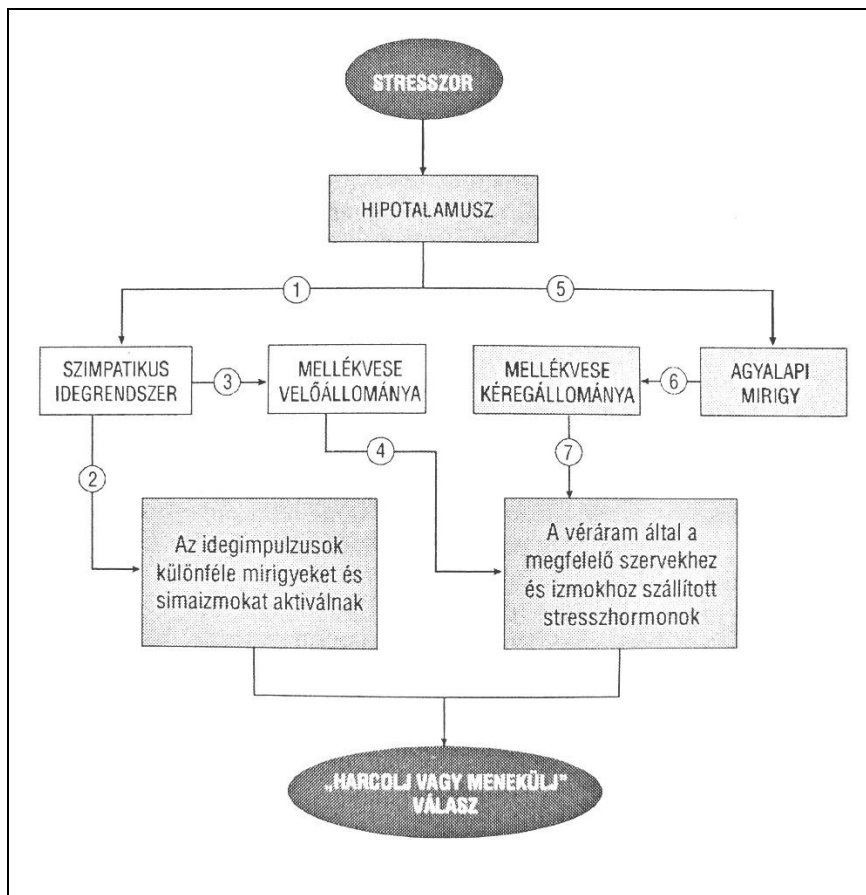 STRESSZOR
HIPOTALAMUSZ
1
5
SZIMPATIKUS
IDEGRENDSZER
3
MELLÉKVESE
VELŐÁLLOMÁNYA
MELLÉKVESE
KÉREGÁLLOMÁNYA
6
AGYALAPI
MIRIGY
2
4
7
Az idegimpulzusok
különféle mirigyeket és
simaizmokat aktiválnak
A véráram által a
megfelelő szervekhez
és izmokhoz szállított
stresszhormonok
„HARCOLJ VAGY MENEKÜLJ”
VÁLASZ